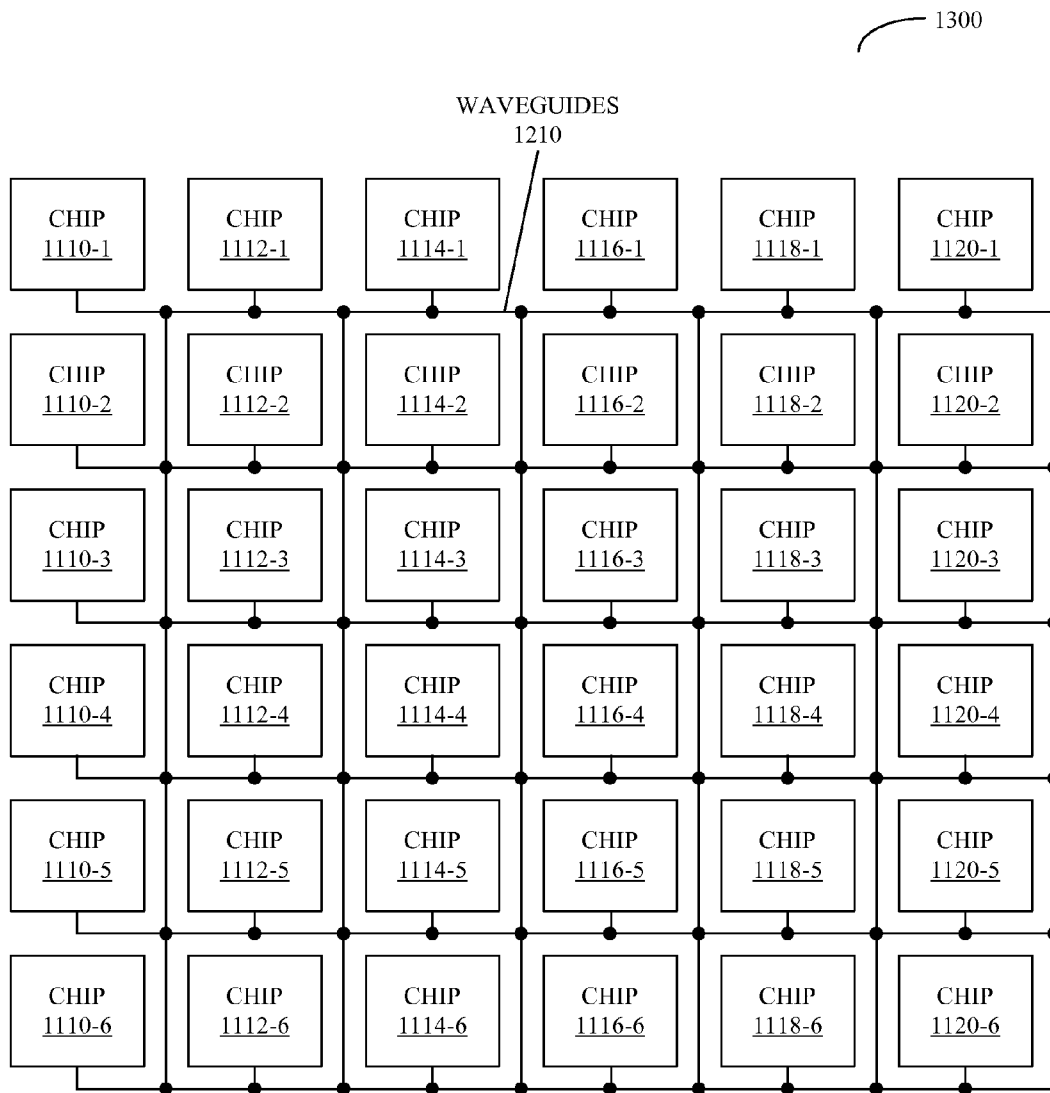 1300
WAVEGUIDES
1210
CHIP
1110-1
CHIP
1112-1
CHIP
1114-1
CHIP
1116-1
CHIP
1118-1
CHIP
1120-1
CHIP
1110-2
CHIP
1112-2
CHIP
1114-2
CHIP
1116-2
CHIP
1118-2
CHIP
1120-2
CHIP
1110-3
CHIP
1112-3
CHIP
1114-3
CHIP
1116-3
CHIP
1118-3
CHIP
1120-3
CHIP
1110-4
CHIP
1112-4
CHIP
1114-4
CHIP
1116-4
CHIP
1118-4
CHIP
1120-4
CHIP
1110-5
CHIP
1112-5
CHIP
1114-5
CHIP
1116-5
CHIP
1118-5
CHIP
1120-5
CHIP
1110-6
CHIP
1112-6
CHIP
1114-6
CHIP
1116-6
CHIP
1118-6
CHIP
1120-6